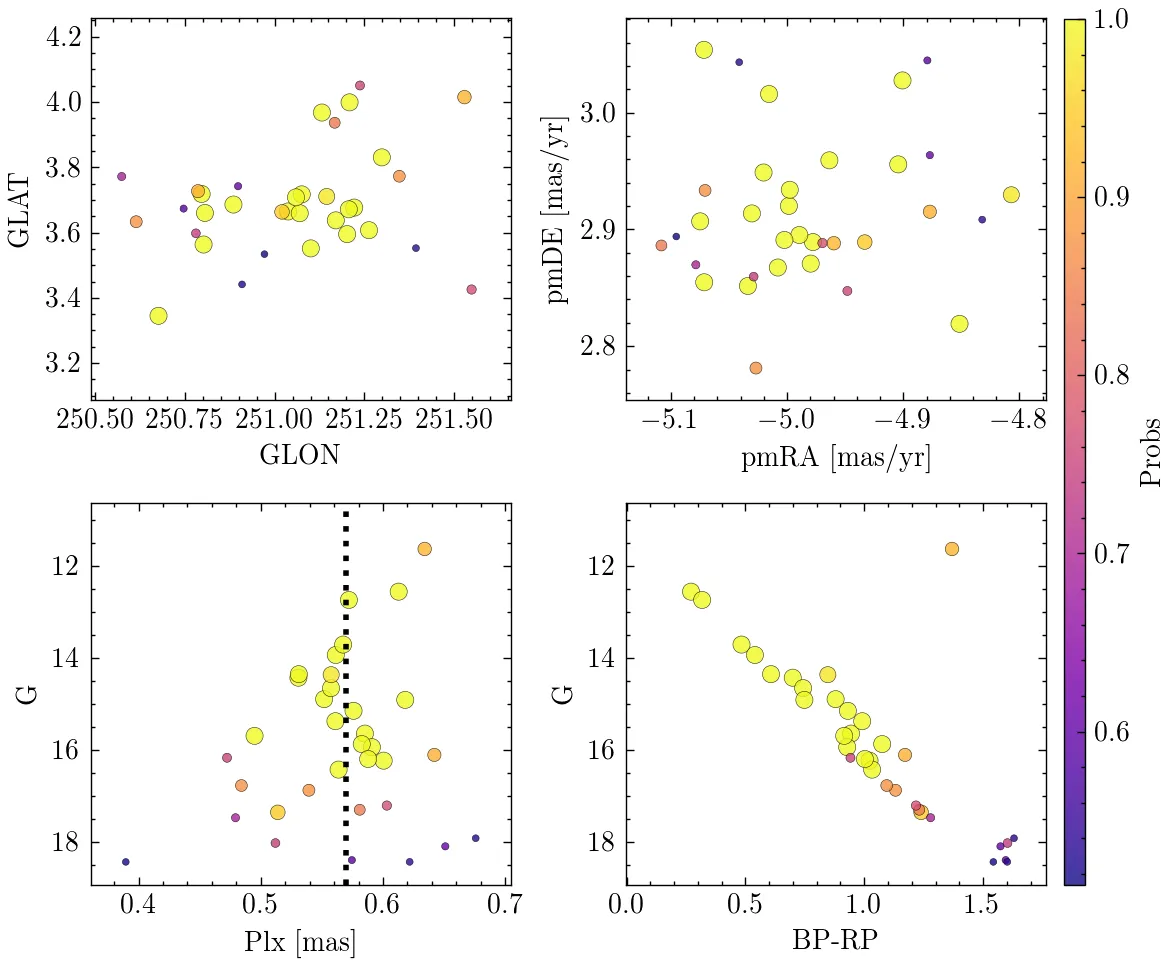 4.2
4.0
3.8
3.6
3.4
3.2
GLAT
250.50 250.75 251.00 251.25 251.50
GLON
3.0
2.9
2.8
pmDE [mas/yr]
−5.1 −5.0 −4.9 −4.8
pmRA [mas/yr]
1.0
0.9
0.8
0.7
0.6
Probs
12
14
16
18
G
0.4 0.5 0.6 0.7
Plx [mas]
12
14
16
18
G
0.0 0.5 1.0 1.5
BP-RP